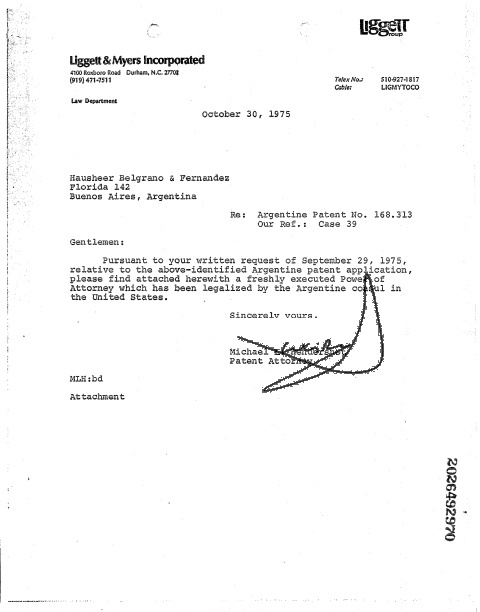 Liggett
Group
Liggett & Myers Incorporated
4100 Roxboro Road Durham, N.C. 27702
(919) 471-7511
Telex No.: 510-927-1817
Cable: LIGMYTOCO
Law Department
October 30, 1975
Hausheer Belgrano & Fernandez
Florida 142
Buenos Aires, Argentina
Re: Argentine Patent No. 168.313
Our Ref.: Case 39
Gentlemen:
Pursuant to your written request of September 29, 1975,
relative to the above-identified Argentine patent application,
please find attached herewith a freshly executed Power of
Attorney which has been legalized by the Argentine consul in
the United States.
Sincerely yours.
Michael
Patent Attorney
MLH:bd
Attachment
2026492970